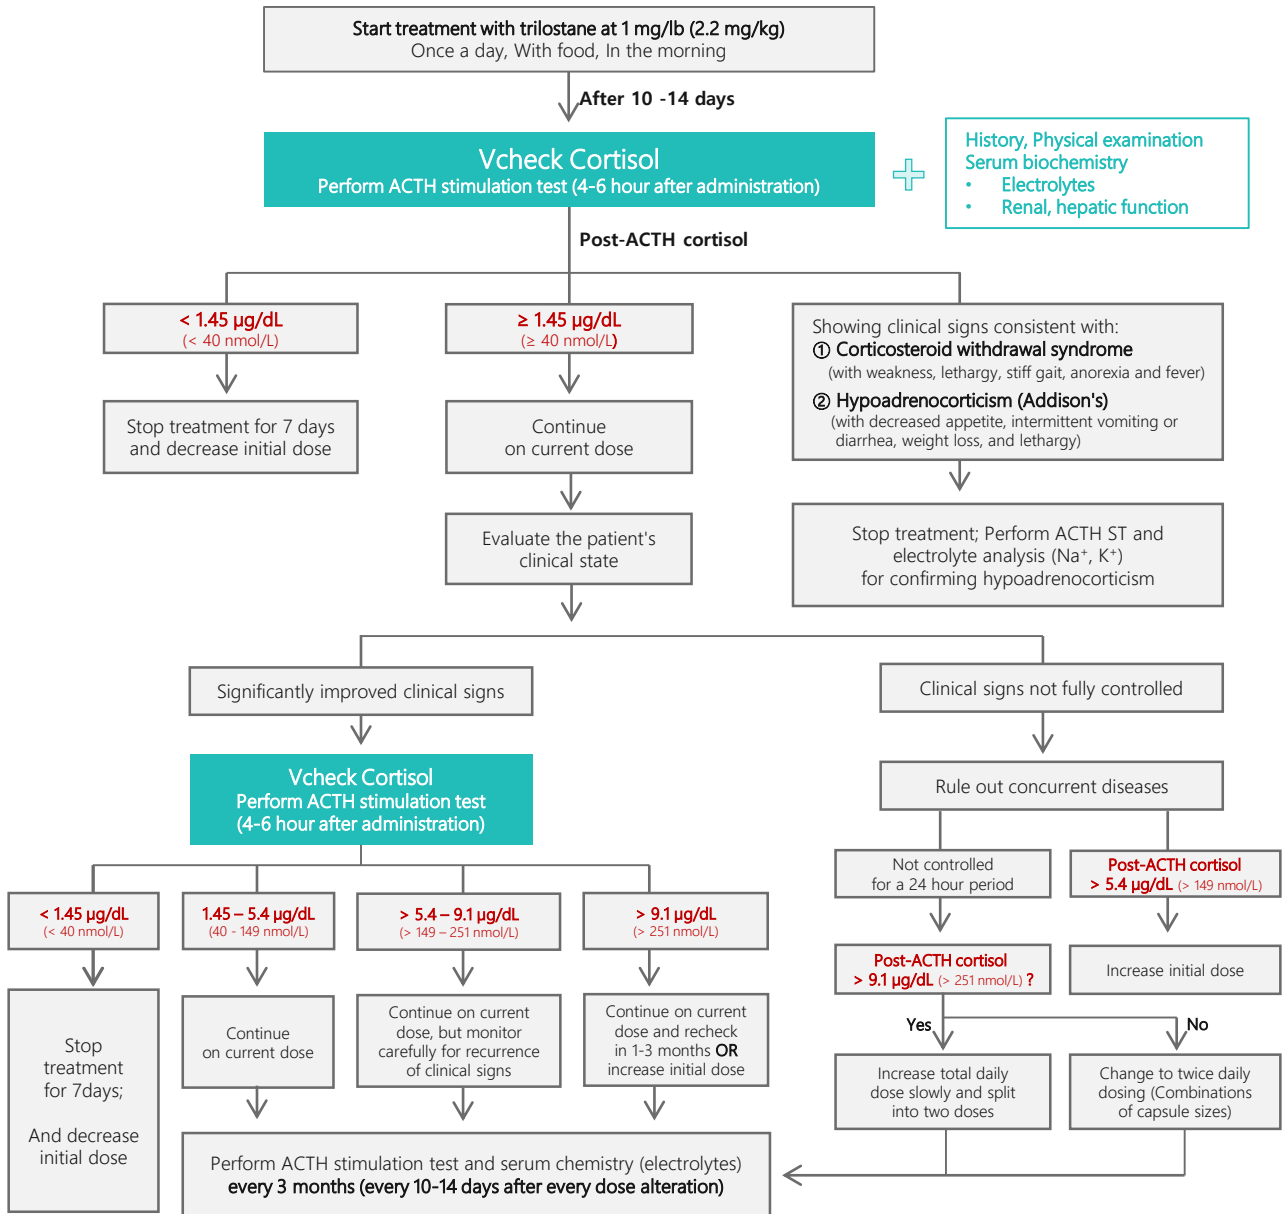 Start treatment with trilostane at 1 mg/lb (2.2 mg/kg)
Once a day, With food, In the morning
After 10 -14 days
Vcheck Cortisol
Perform ACTH stimulation test (4-6 hour after administration)
History, Physical examination
Serum biochemistry
• Electrolytes
• Renal, hepatic function
Post-ACTH cortisol
< 1.45 µg/dL
(< 40 nmol/L)
≥ 1.45 µg/dL
(≥ 40 nmol/L)
Showing clinical signs consistent with:
① Corticosteroid withdrawal syndrome
(with weakness, lethargy, stiff gait, anorexia and fever)
② Hypoadrenocorticism (Addison's)
(with decreased appetite, intermittent vomiting or
diarrhea, weight loss, and lethargy)
Stop treatment for 7 days
and decrease initial dose
Continue
on current dose
Evaluate the patient's
clinical state
Stop treatment; Perform ACTH ST and
electrolyte analysis (Na⁺, K⁺)
for confirming hypoadrenocorticism
Significantly improved clinical signs
Clinical signs not fully controlled
Vcheck Cortisol
Perform ACTH stimulation test
(4-6 hour after administration)
Rule out concurrent diseases
< 1.45 µg/dL
(< 40 nmol/L)
1.45 – 5.4 µg/dL
(40 - 149 nmol/L)
> 5.4 – 9.1 µg/dL
(> 149 – 251 nmol/L)
> 9.1 µg/dL
(> 251 nmol/L)
Not controlled
for a 24 hour period
Post-ACTH cortisol
> 5.4 µg/dL (> 149 nmol/L)
Post-ACTH cortisol
> 9.1 µg/dL (> 251 nmol/L) ?
Increase initial dose
Stop
treatment
for 7days;
And decrease
initial dose
Continue
on current dose
Continue on current
dose, but monitor
carefully for recurrence
of clinical signs
Continue on current
dose and recheck
in 1-3 months OR
increase initial dose
Yes
No
Increase total daily
dose slowly and split
into two doses
Change to twice daily
dosing (Combinations
of capsule sizes)
Perform ACTH stimulation test and serum chemistry (electrolytes)
every 3 months (every 10-14 days after every dose alteration)